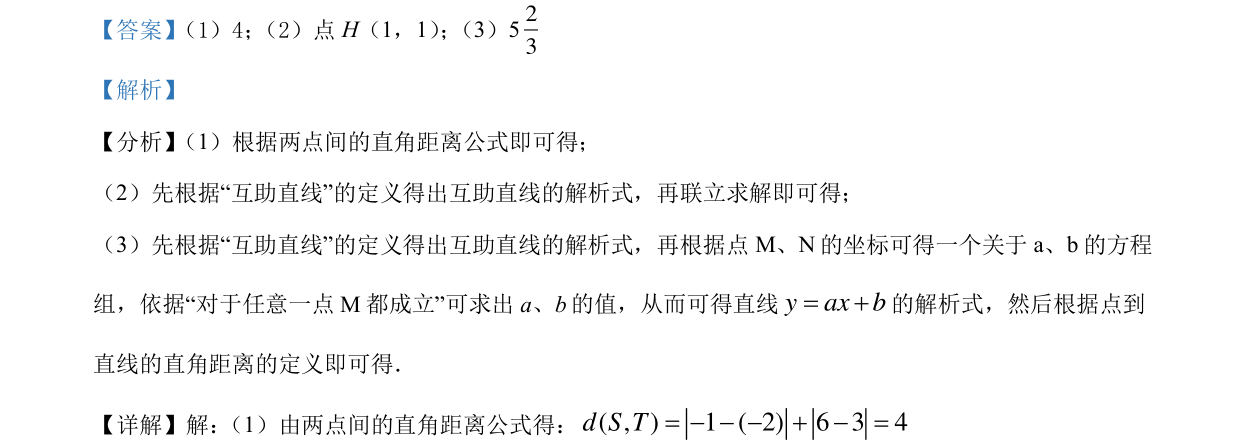 【答案】（1）4；（2）点 H（1，1）；（3）5 2/3
【解析】
【分析】（1）根据两点间的直角距离公式即可得；
（2）先根据“互助直线”的定义得出互助直线的解析式，再联立求解即可得；
（3）先根据“互助直线”的定义得出互助直线的解析式，再根据点 M、N 的坐标可得一个关于 a、b 的方程
组，依据“对于任意一点 M 都成立”可求出 a、b 的值，从而可得直线 y = ax + b 的解析式，然后根据点到
直线的直角距离的定义即可得．
【详解】解：（1）由两点间的直角距离公式得：d(S,T) = |−1−(−2)| + |6−3| = 4